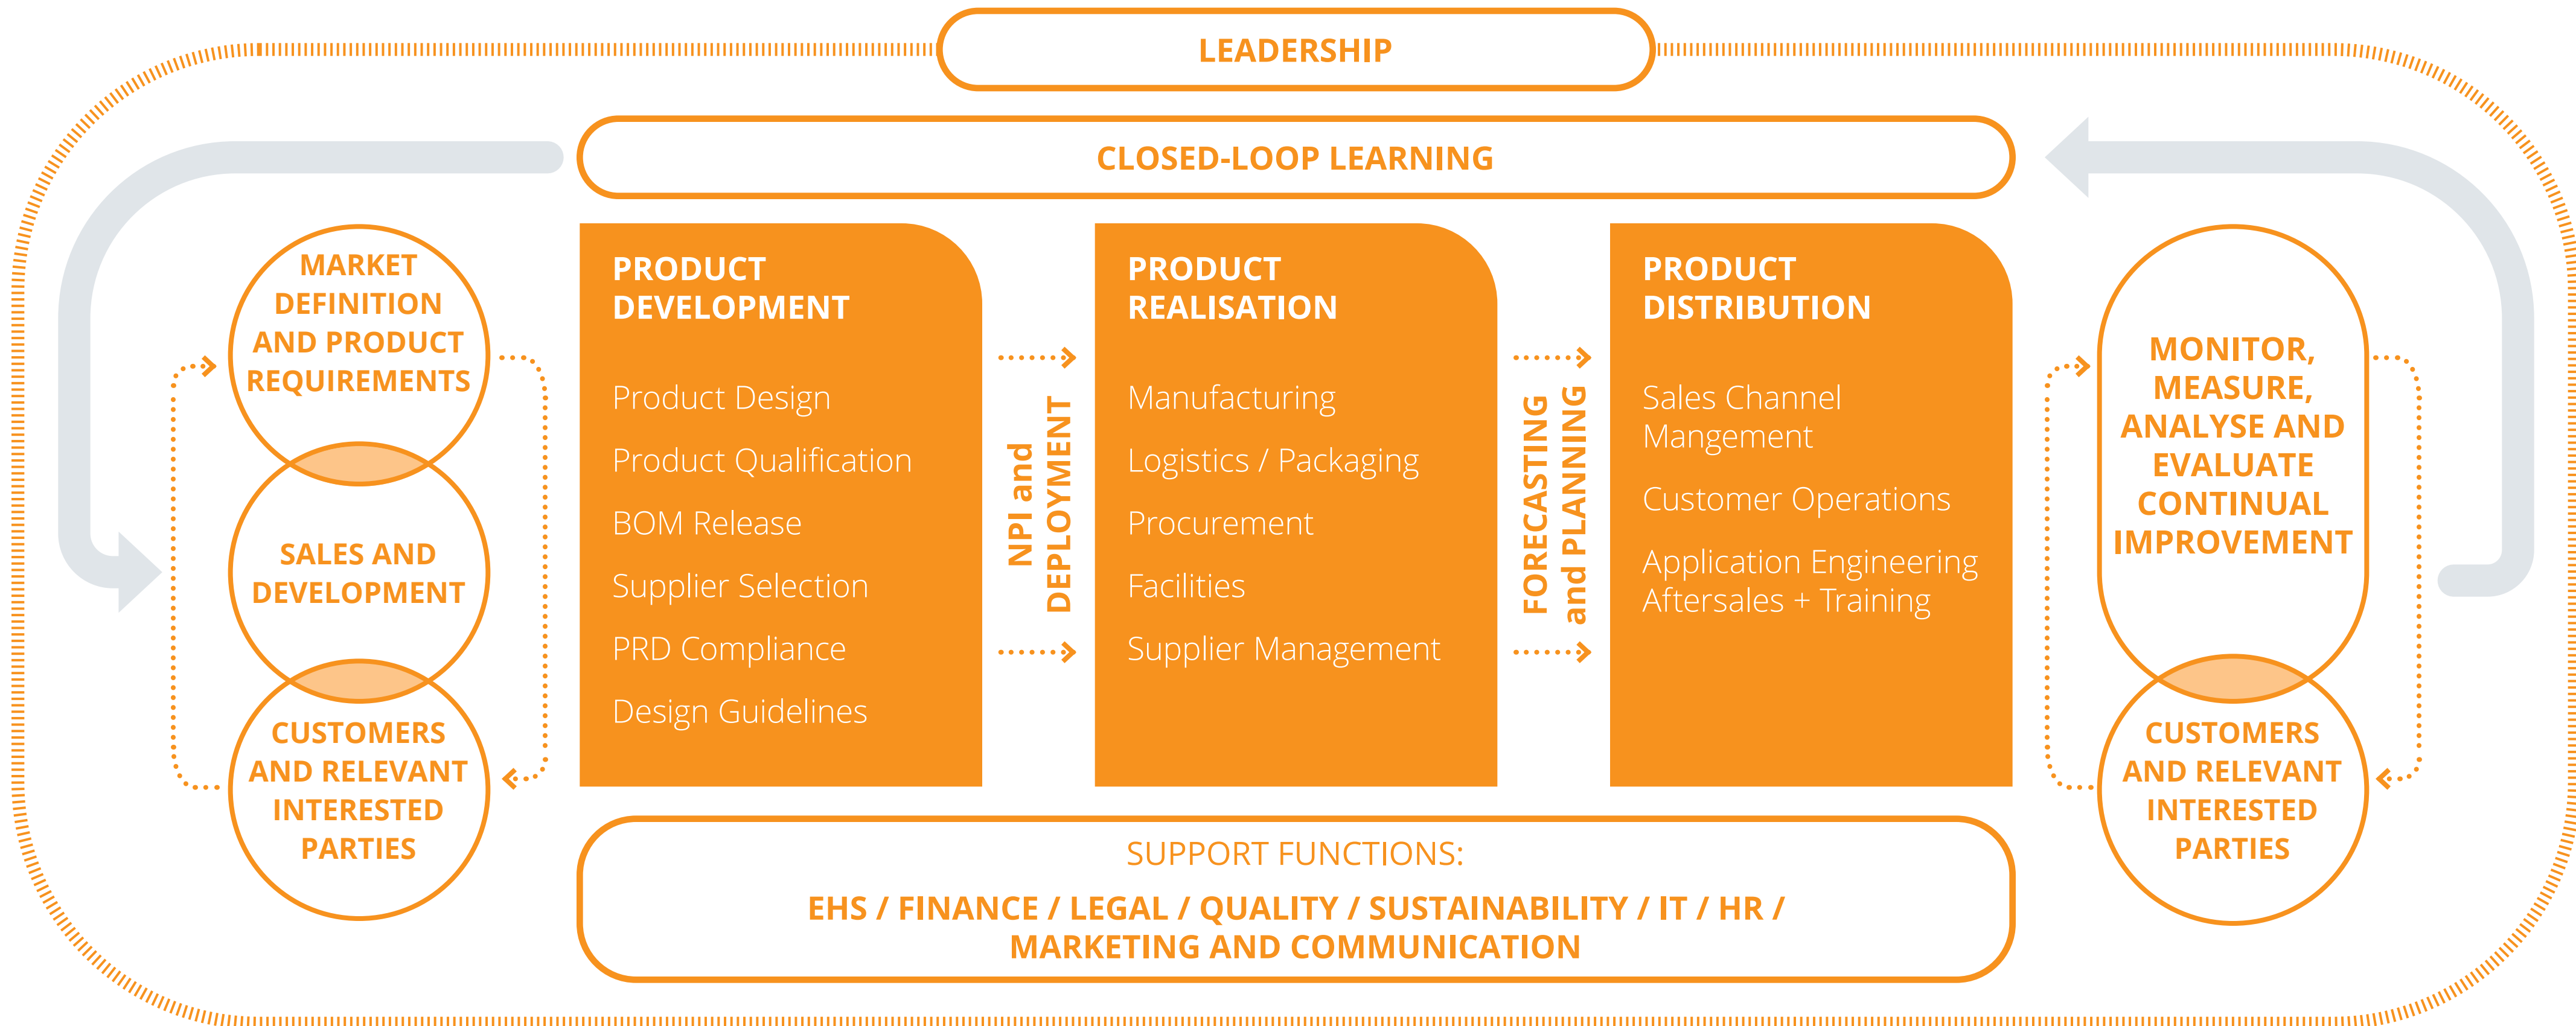 LEADERSHIP
CLOSED-LOOP LEARNING
MARKET
DEFINITION
AND PRODUCT
REQUIREMENTS
SALES AND
DEVELOPMENT
CUSTOMERS
AND RELEVANT
INTERESTED
PARTIES
PRODUCT
DEVELOPMENT
Product Design
Product Qualification
BOM Release
Supplier Selection
PRD Compliance
Design Guidelines
NPI and
DEPLOYMENT
PRODUCT
REALISATION
Manufacturing
Logistics / Packaging
Procurement
Facilities
Supplier Management
FORECASTING
and PLANNING
PRODUCT
DISTRIBUTION
Sales Channel
Mangement
Customer Operations
Application Engineering
Aftersales + Training
MONITOR,
MEASURE,
ANALYSE AND
EVALUATE
CONTINUAL
IMPROVEMENT
CUSTOMERS
AND RELEVANT
INTERESTED
PARTIES
SUPPORT FUNCTIONS:
EHS / FINANCE / LEGAL / QUALITY / SUSTAINABILITY / IT / HR /
MARKETING AND COMMUNICATION